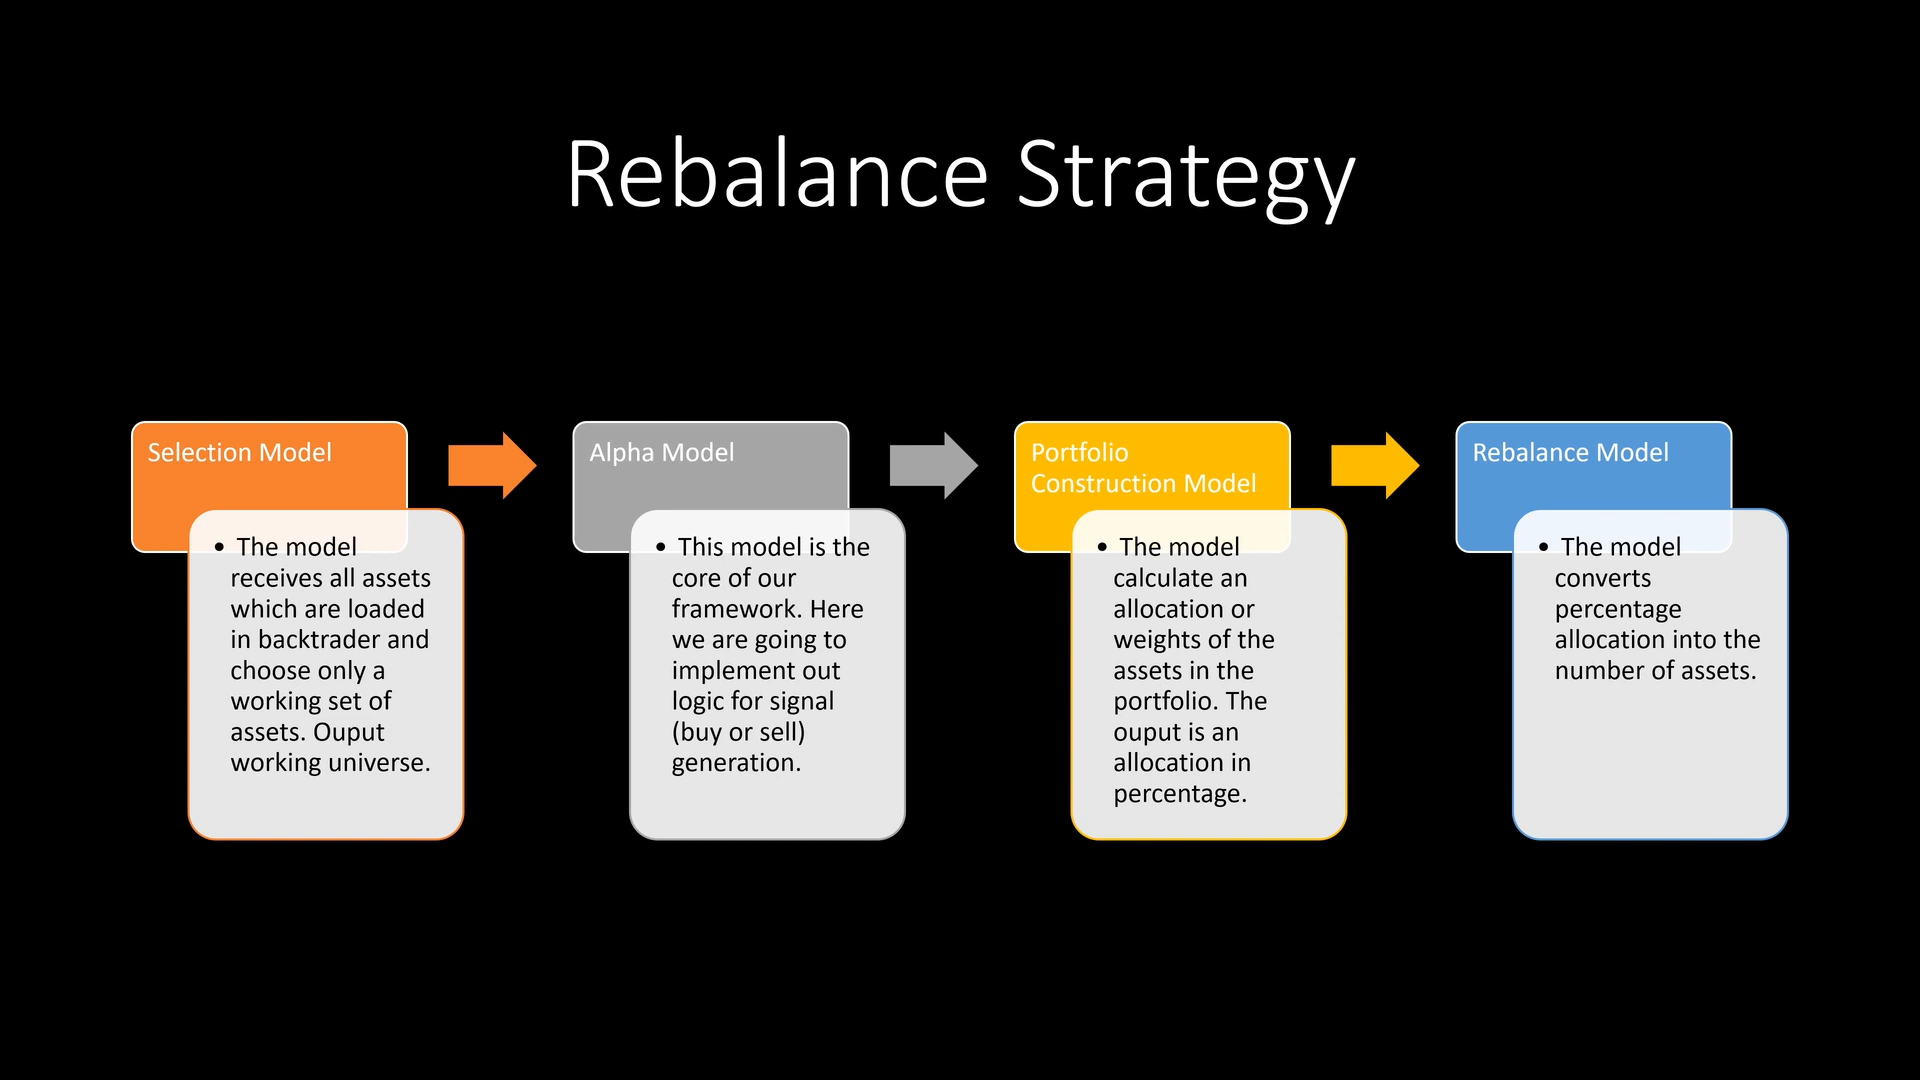 Rebalance Strategy
Selection Model
• The model
receives all assets
which are loaded
in backtrader and
choose only a
working set of
assets. Ouput
working universe.
Alpha Model
• This model is the
core of our
framework. Here
we are going to
implement out
logic for signal
(buy or sell)
generation.
Portfolio
Construction Model
• The model
calculate an
allocation or
weights of the
assets in the
portfolio. The
ouput is an
allocation in
percentage.
Rebalance Model
• The model
converts
percentage
allocation into the
number of assets.